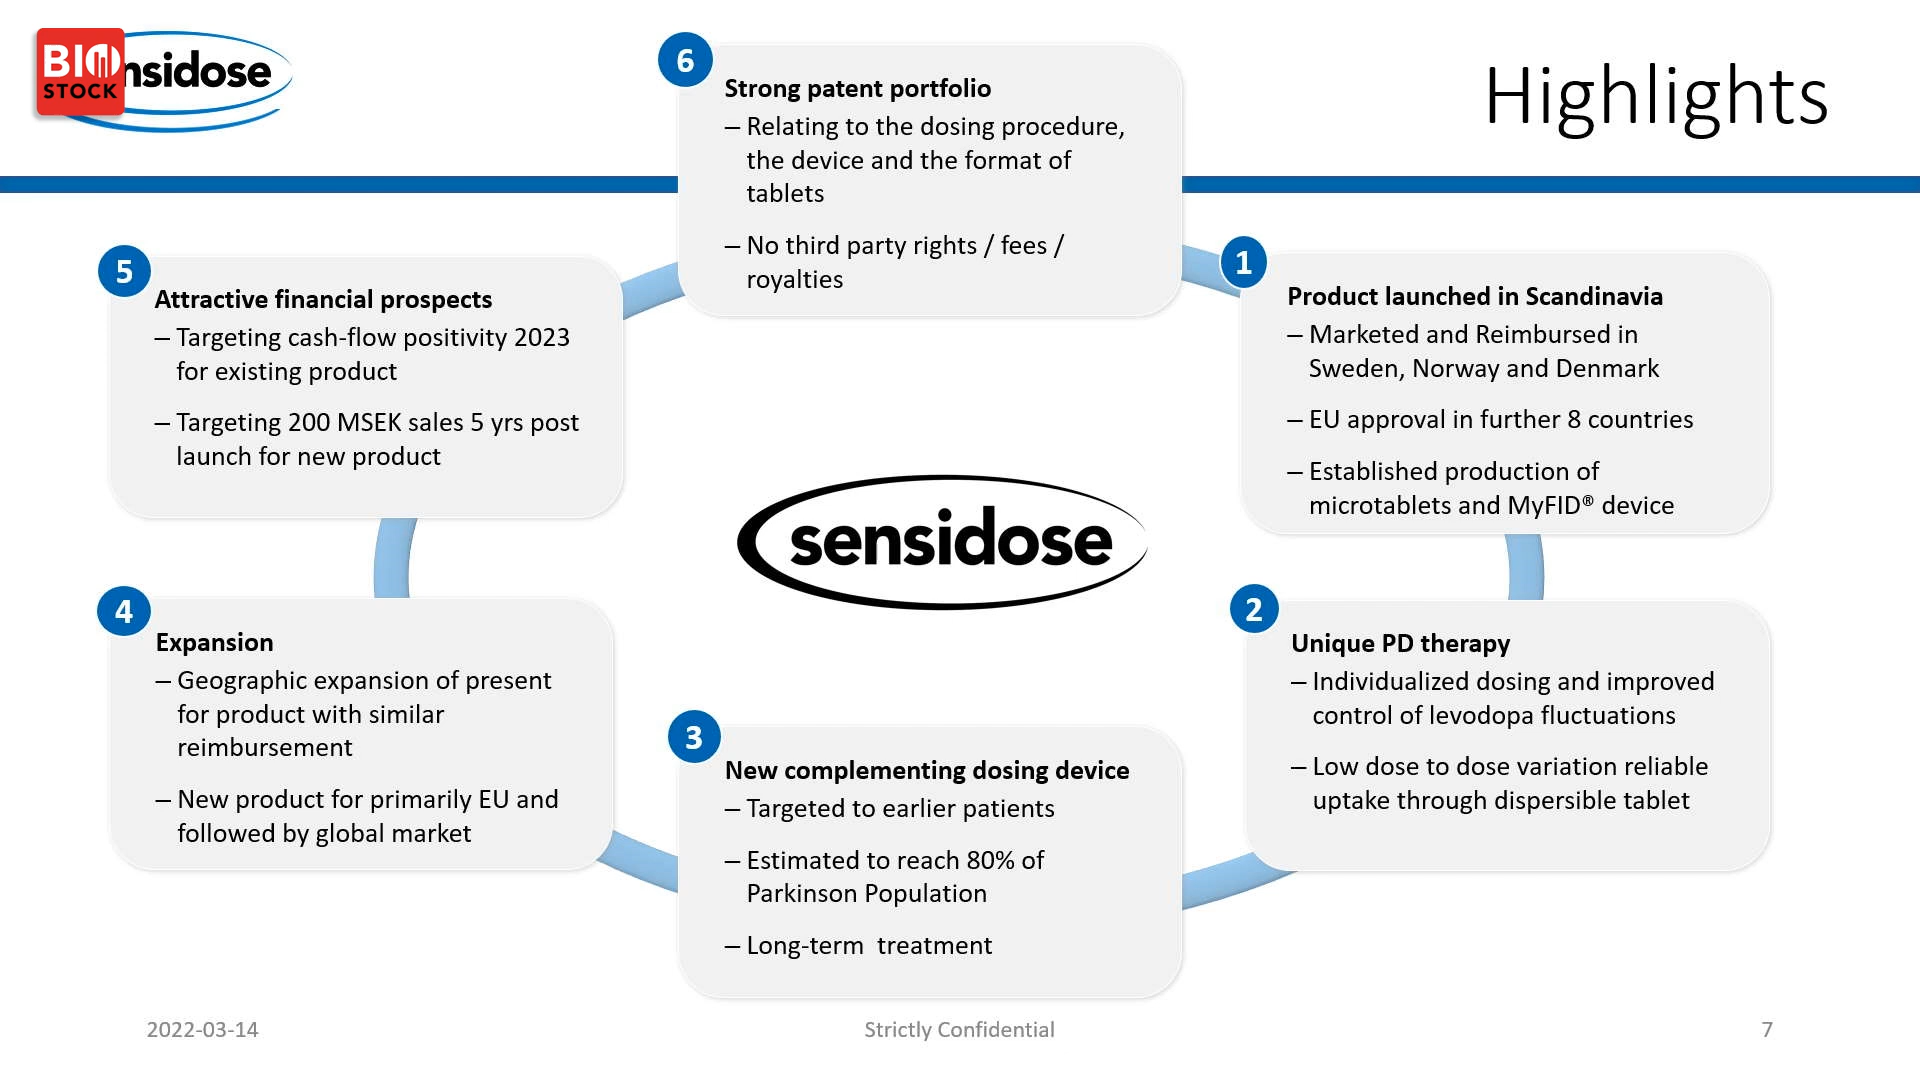 BIO
STOCK
nsidose
Highlights
6
Strong patent portfolio
– Relating to the dosing procedure,
the device and the format of
tablets
– No third party rights / fees /
royalties
1
Product launched in Scandinavia
– Marketed and Reimbursed in
Sweden, Norway and Denmark
– EU approval in further 8 countries
– Established production of
microtablets and MyFID® device
2
Unique PD therapy
– Individualized dosing and improved
control of levodopa fluctuations
– Low dose to dose variation reliable
uptake through dispersible tablet
3
New complementing dosing device
– Targeted to earlier patients
– Estimated to reach 80% of
Parkinson Population
– Long-term  treatment
4
Expansion
– Geographic expansion of present
for product with similar
reimbursement
– New product for primarily EU and
followed by global market
5
Attractive financial prospects
– Targeting cash-flow positivity 2023
for existing product
– Targeting 200 MSEK sales 5 yrs post
launch for new product
sensidose
2022-03-14
Strictly Confidential
7